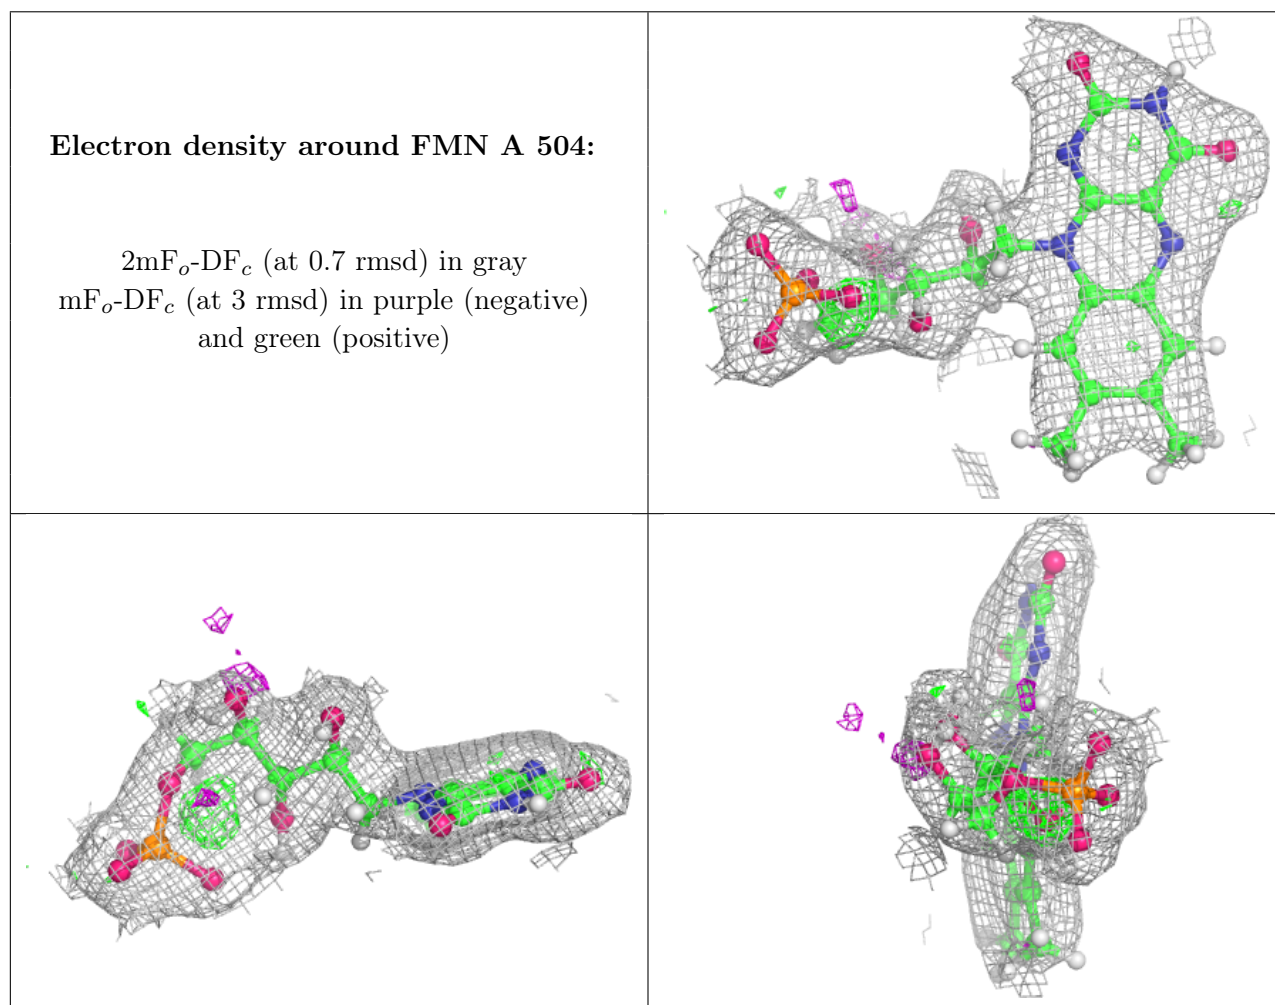 Electron density around FMN A 504:
2mFo-DFc (at 0.7 rmsd) in gray
mFo-DFc (at 3 rmsd) in purple (negative)
and green (positive)